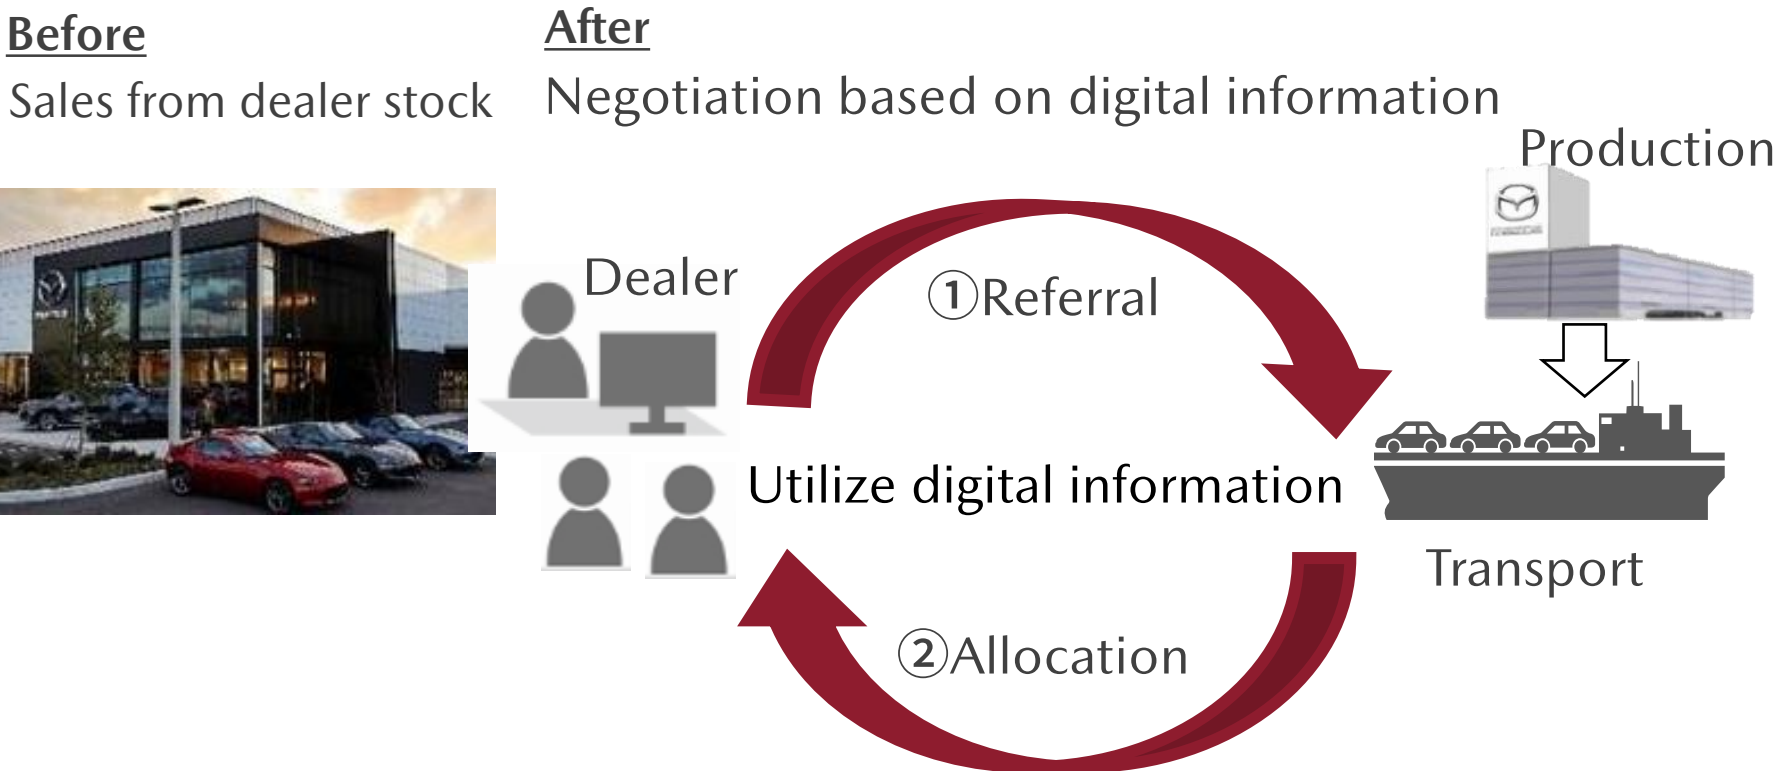 Before
Sales from dealer stock
After
Negotiation based on digital information
Production
mazda
Dealer
①Referral
Utilize digital information
Transport
②Allocation